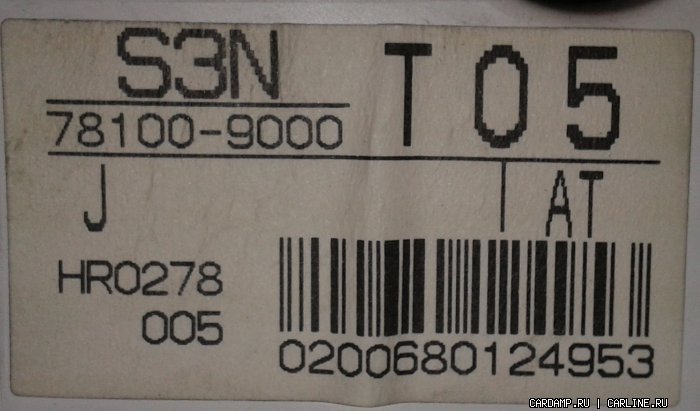 S3N T05
78100-9000
J AT
HR0278
005
0200680124953
CARDAMP.RU | CARLINE.RU